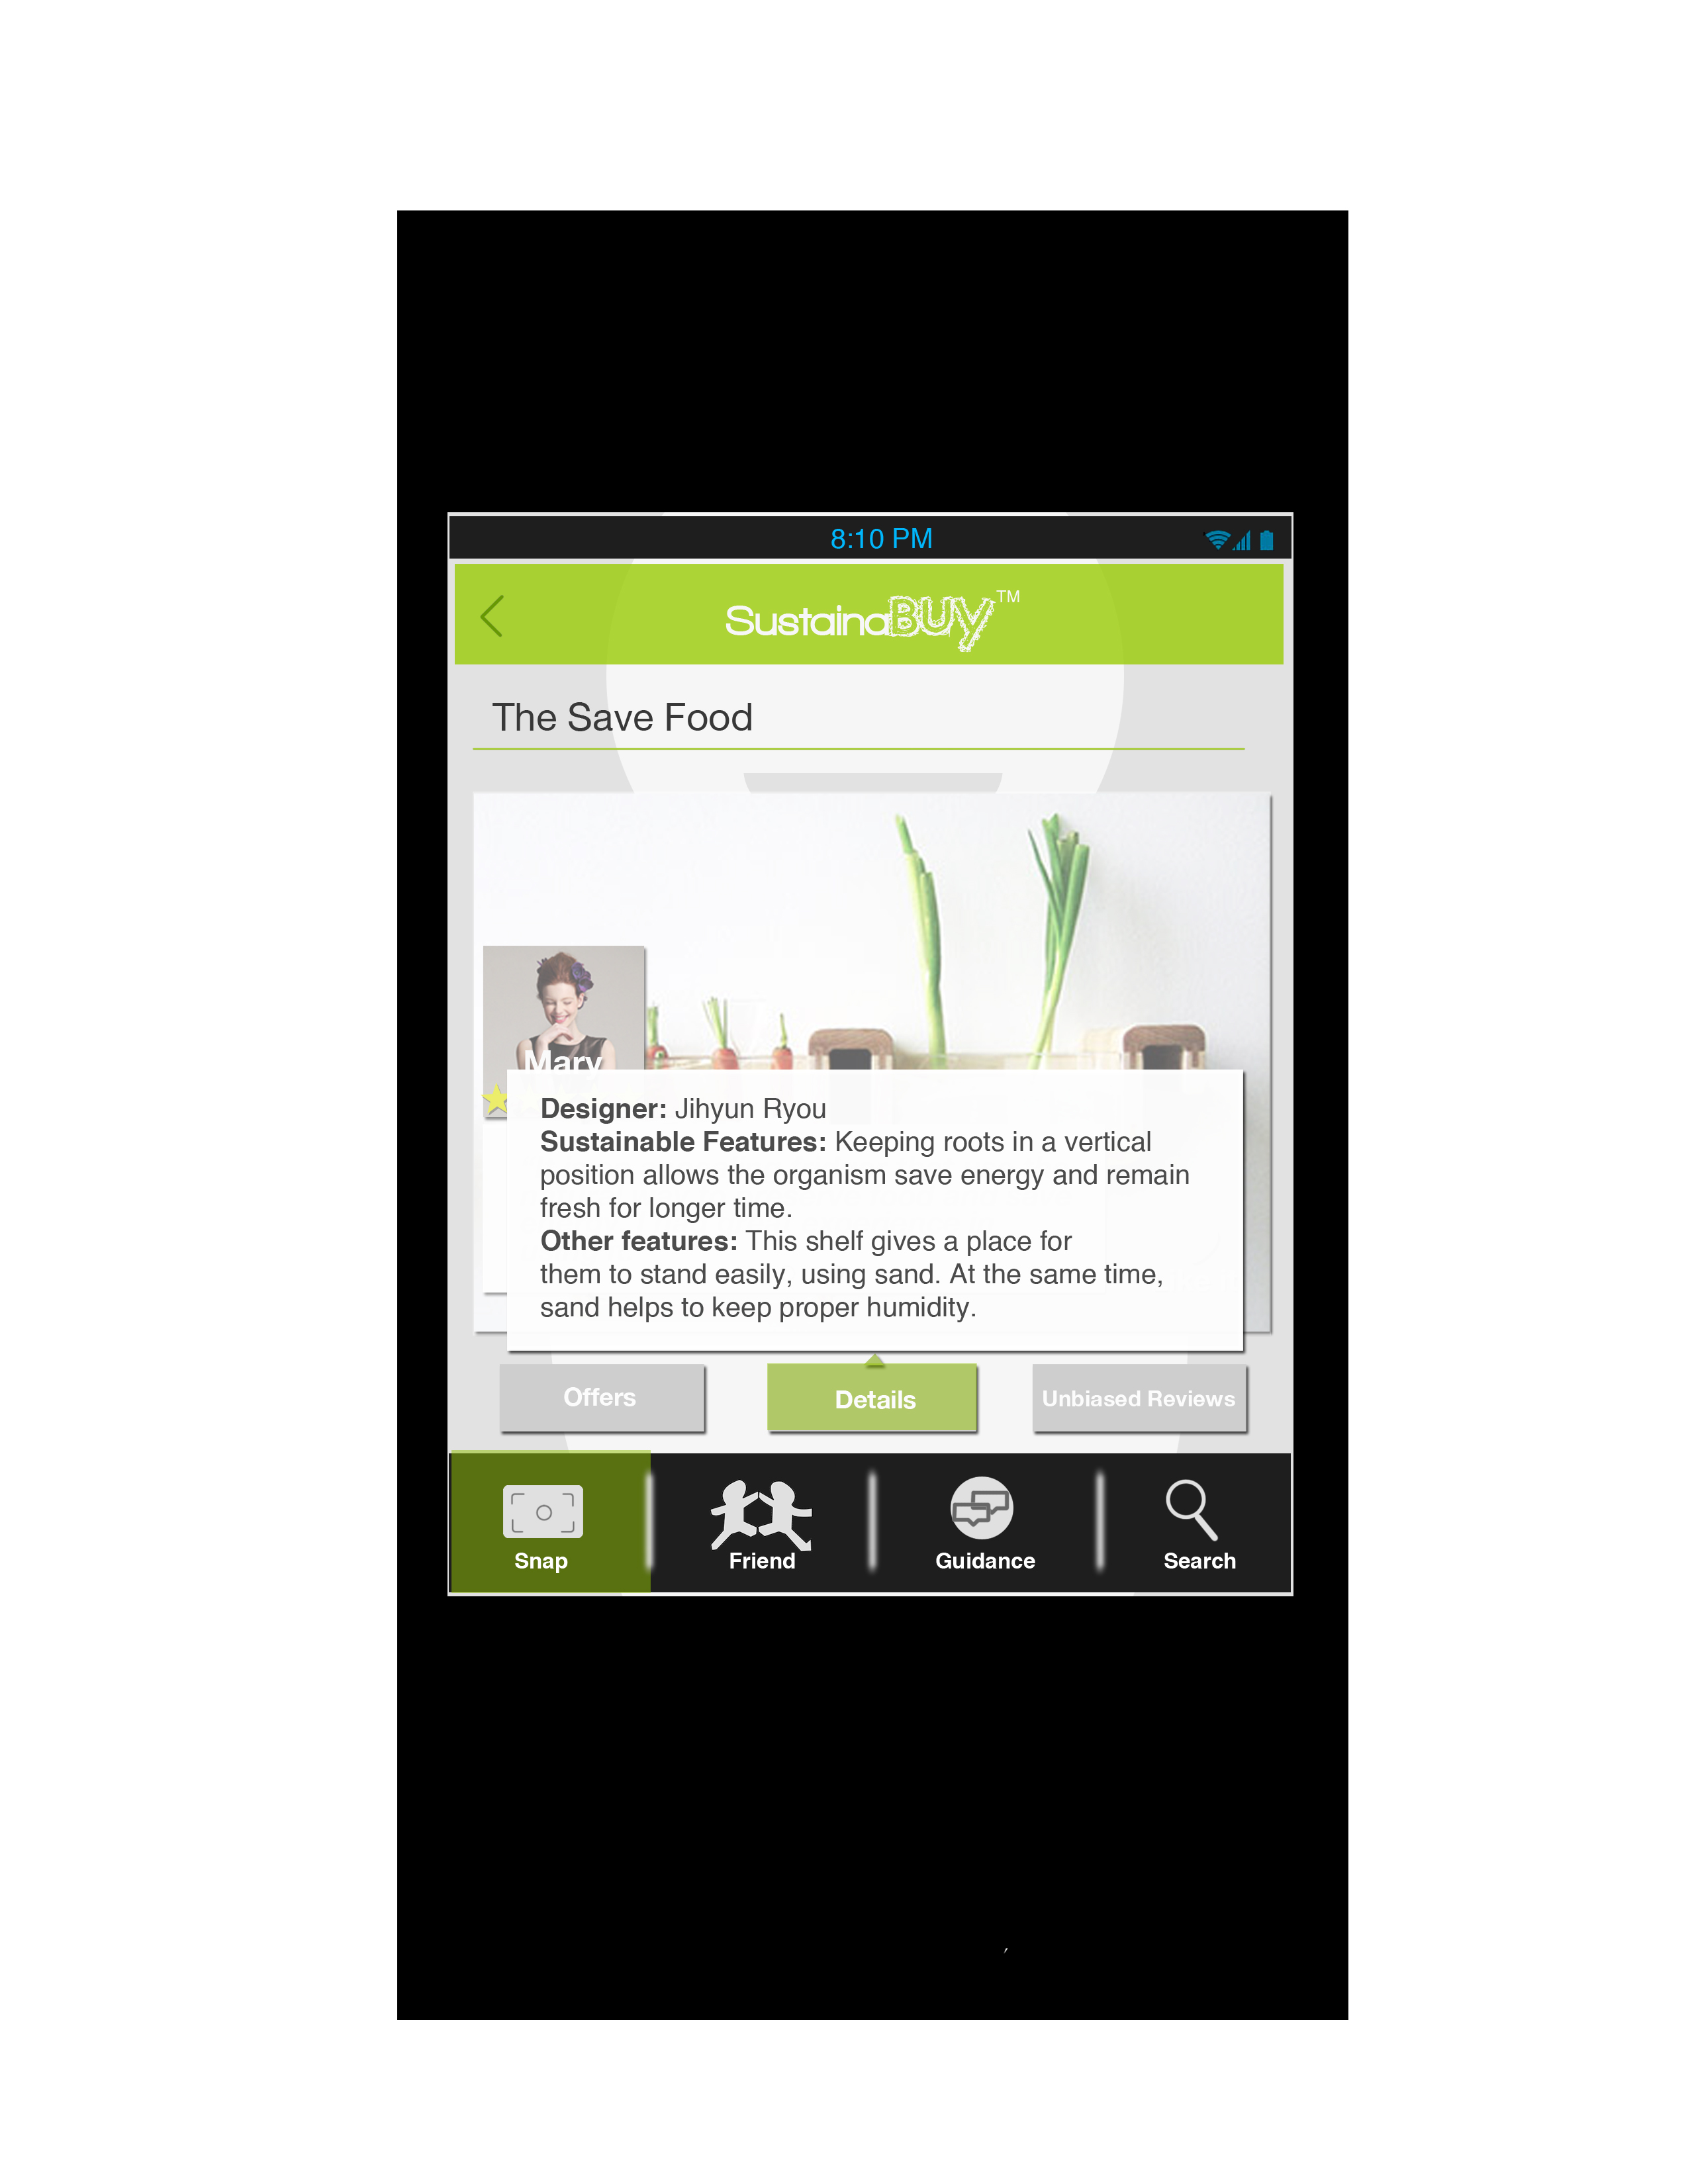 8:10 PM
SustainaBUY™
The Save Food
Mary
Designer: Jihyun Ryou
Sustainable Features: Keeping roots in a vertical
position allows the organism save energy and remain
fresh for longer time.
Other features: This shelf gives a place for
them to stand easily, using sand. At the same time,
sand helps to keep proper humidity.
Offers
Details
Unbiased Reviews
Snap
Friend
Guidance
Search